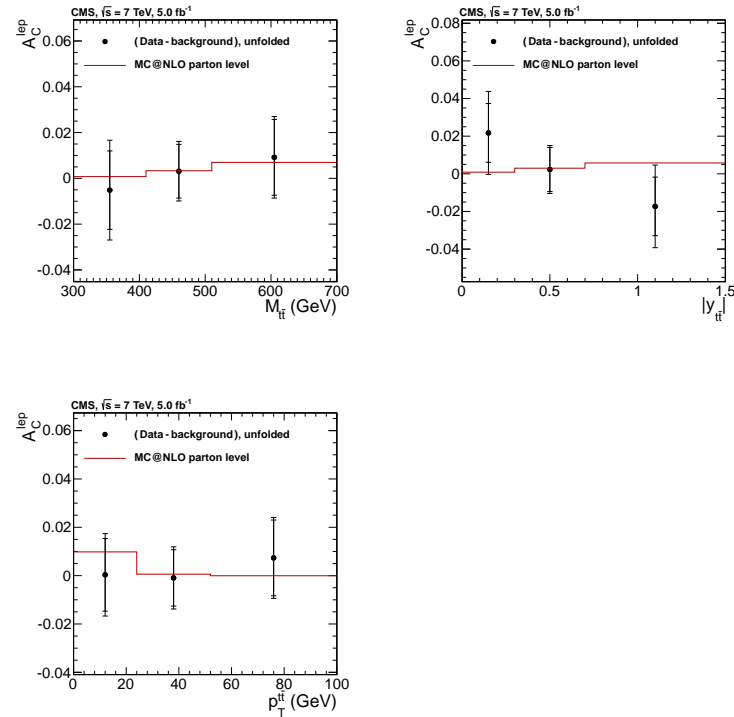 CMS, √s = 7 TeV, 5.0 fb⁻¹
A_C^lep
0.06
0.04
0.02
0
-0.02
-0.04
(Data - background), unfolded
MC@NLO parton level
300 400 500 600 700
M_tt̄ (GeV)
CMS, √s = 7 TeV, 5.0 fb⁻¹
A_C^lep
0.08
0.06
0.04
0.02
0
-0.02
-0.04
(Data - background), unfolded
MC@NLO parton level
0 0.5 1 1.5
|y_tt̄|
CMS, √s = 7 TeV, 5.0 fb⁻¹
A_C^lep
0.06
0.04
0.02
0
-0.02
-0.04
(Data - background), unfolded
MC@NLO parton level
0 20 40 60 80 100
p_T^tt̄ (GeV)